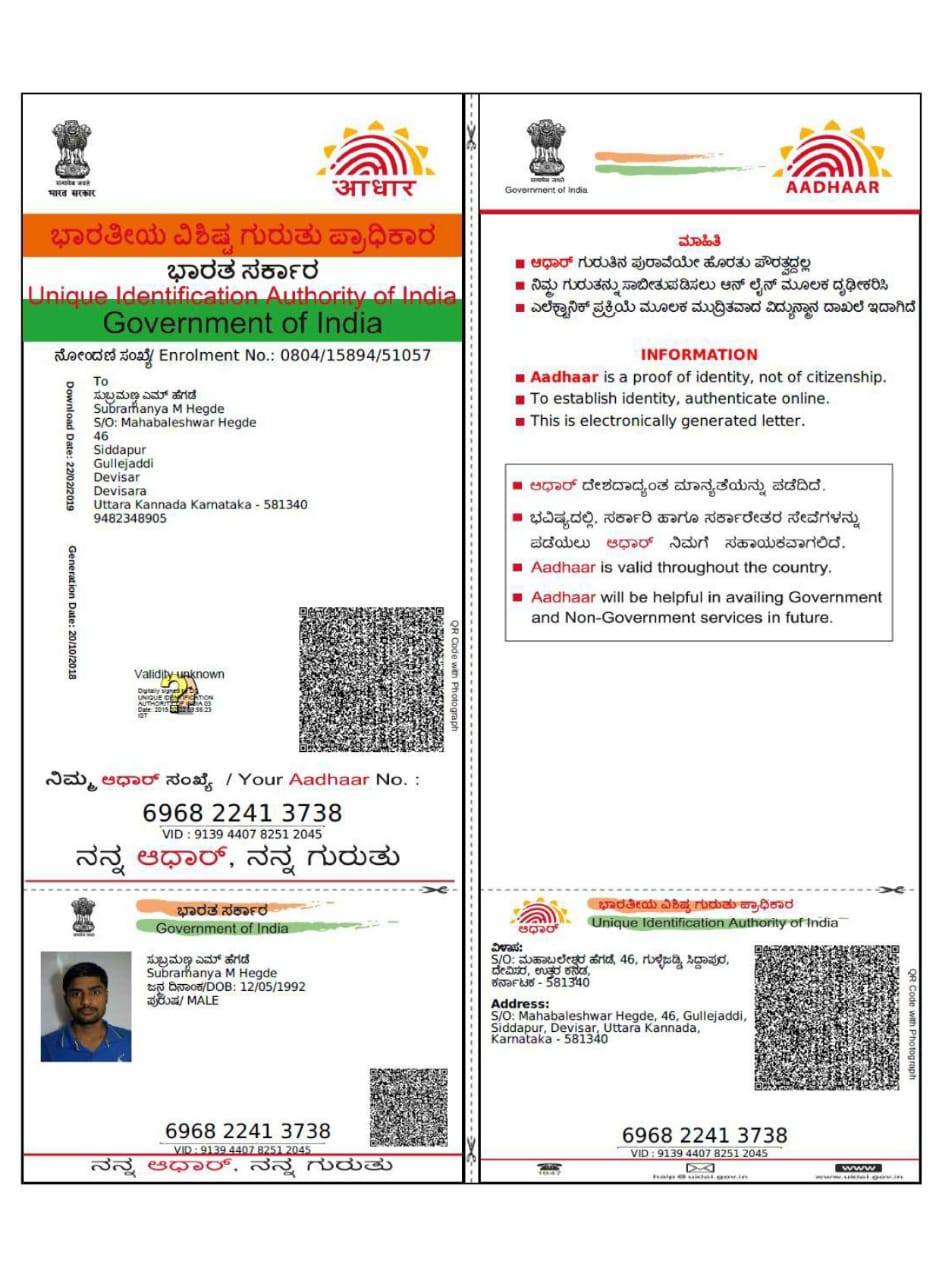 सत्यमेव जयते
भारत सरकार
आधार
ಭಾರತೀಯ ವಿಶಿಷ್ಟ ಗುರುತು ಪ್ರಾಧಿಕಾರ
ಭಾರತ ಸರ್ಕಾರ
Unique Identification Authority of India
Government of India
ನೋಂದಣಿ ಸಂಖ್ಯೆ/ Enrolment No.: 0804/15894/51057
Download Date: 22/02/2019
Generation Date: 20/10/2018
To
ಸುಬ್ರಮಣ್ಯ ಎಮ್ ಹೆಗಡೆ
Subramanya M Hegde
S/O: Mahabaleshwar Hegde
46
Siddapur
Gullejaddi
Devisar
Devisara
Uttara Kannada Karnataka - 581340
9482348905
QR Code with Photograph
Validity unknown
Digitally signed by
UNIQUE IDENTIFICATION
AUTHORITY OF INDIA 03
Date: 2019
IST
ನಿಮ್ಮ ಆಧಾರ್ ಸಂಖ್ಯೆ / Your Aadhaar No. :
6968 2241 3738
VID : 9139 4407 8251 2045
ನನ್ನ ಆಧಾರ್, ನನ್ನ ಗುರುತು
ಭಾರತ ಸರ್ಕಾರ
Government of India
ಸುಬ್ರಮಣ್ಯ ಎಮ್ ಹೆಗಡೆ
Subramanya M Hegde
ಜನ್ಮ ದಿನಾಂಕ/DOB: 12/05/1992
ಪುರುಷ/ MALE
6968 2241 3738
VID : 9139 4407 8251 2045
ನನ್ನ ಆಧಾರ್, ನನ್ನ ಗುರುತು
सत्यमेव जयते
Government of India
AADHAAR
ಮಾಹಿತಿ
ಆಧಾರ್ ಗುರುತಿನ ಪುರಾವೆಯೇ ಹೊರತು ಪೌರತ್ವದ್ದಲ್ಲ
ನಿಮ್ಮ ಗುರುತನ್ನು ಸಾಬೀತುಪಡಿಸಲು ಆನ್ ಲೈನ್ ಮೂಲಕ ದೃಢೀಕರಿಸಿ
ಎಲೆಕ್ಟ್ರಾನಿಕ್ ಪ್ರಕ್ರಿಯೆ ಮೂಲಕ ಮುದ್ರಿತವಾದ ವಿದ್ಯುನ್ಮಾನ ದಾಖಲೆ ಇದಾಗಿದೆ
INFORMATION
Aadhaar is a proof of identity, not of citizenship.
To establish identity, authenticate online.
This is electronically generated letter.
ಆಧಾರ್ ದೇಶದಾದ್ಯಂತ ಮಾನ್ಯತೆಯನ್ನು ಪಡೆದಿದೆ.
ಭವಿಷ್ಯದಲ್ಲಿ, ಸರ್ಕಾರಿ ಹಾಗೂ ಸರ್ಕಾರೇತರ ಸೇವೆಗಳನ್ನು
ಪಡೆಯಲು ಆಧಾರ್ ನಿಮಗೆ ಸಹಾಯಕವಾಗಲಿದೆ.
Aadhaar is valid throughout the country.
Aadhaar will be helpful in availing Government
and Non-Government services in future.
ಆಧಾರ್
ಭಾರತೀಯ ವಿಶಿಷ್ಟ ಗುರುತು ಪ್ರಾಧಿಕಾರ
Unique Identification Authority of India
ವಿಳಾಸ:
S/O: ಮಹಾಬಲೇಶ್ವರ ಹೆಗಡೆ, 46, ಗುಳ್ಳೆಜಡ್ಡಿ, ಸಿದ್ದಾಪುರ,
ದೇವಿಸರ, ಉತ್ತರ ಕನ್ನಡ,
ಕರ್ನಾಟಕ - 581340
Address:
S/O: Mahabaleshwar Hegde, 46, Gullejaddi,
Siddapur, Devisar, Uttara Kannada,
Karnataka - 581340
QR Code with Photograph
6968 2241 3738
VID : 9139 4407 8251 2045
1947
help@uidai.gov.in
www
www.uidai.gov.in